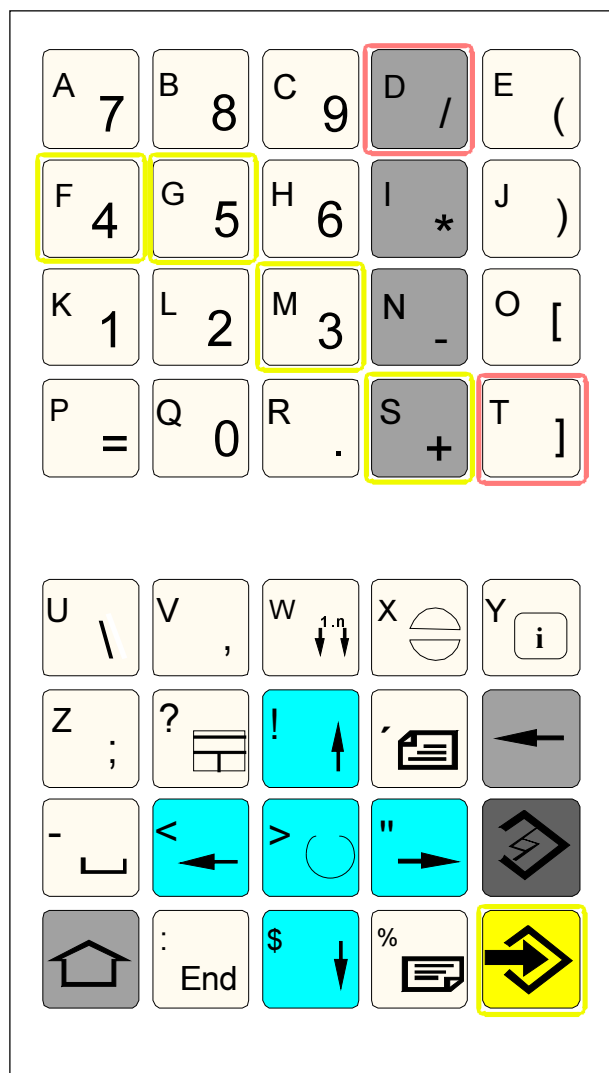 A 7 B 8 C 9 D / E (
F 4 G 5 H 6 I * J )
K 1 L 2 M 3 N - O [
P = Q 0 R . S + T ]
U \ V , W 1.n X Y i
Z ; ? ! ´
- < > "
: End $ %